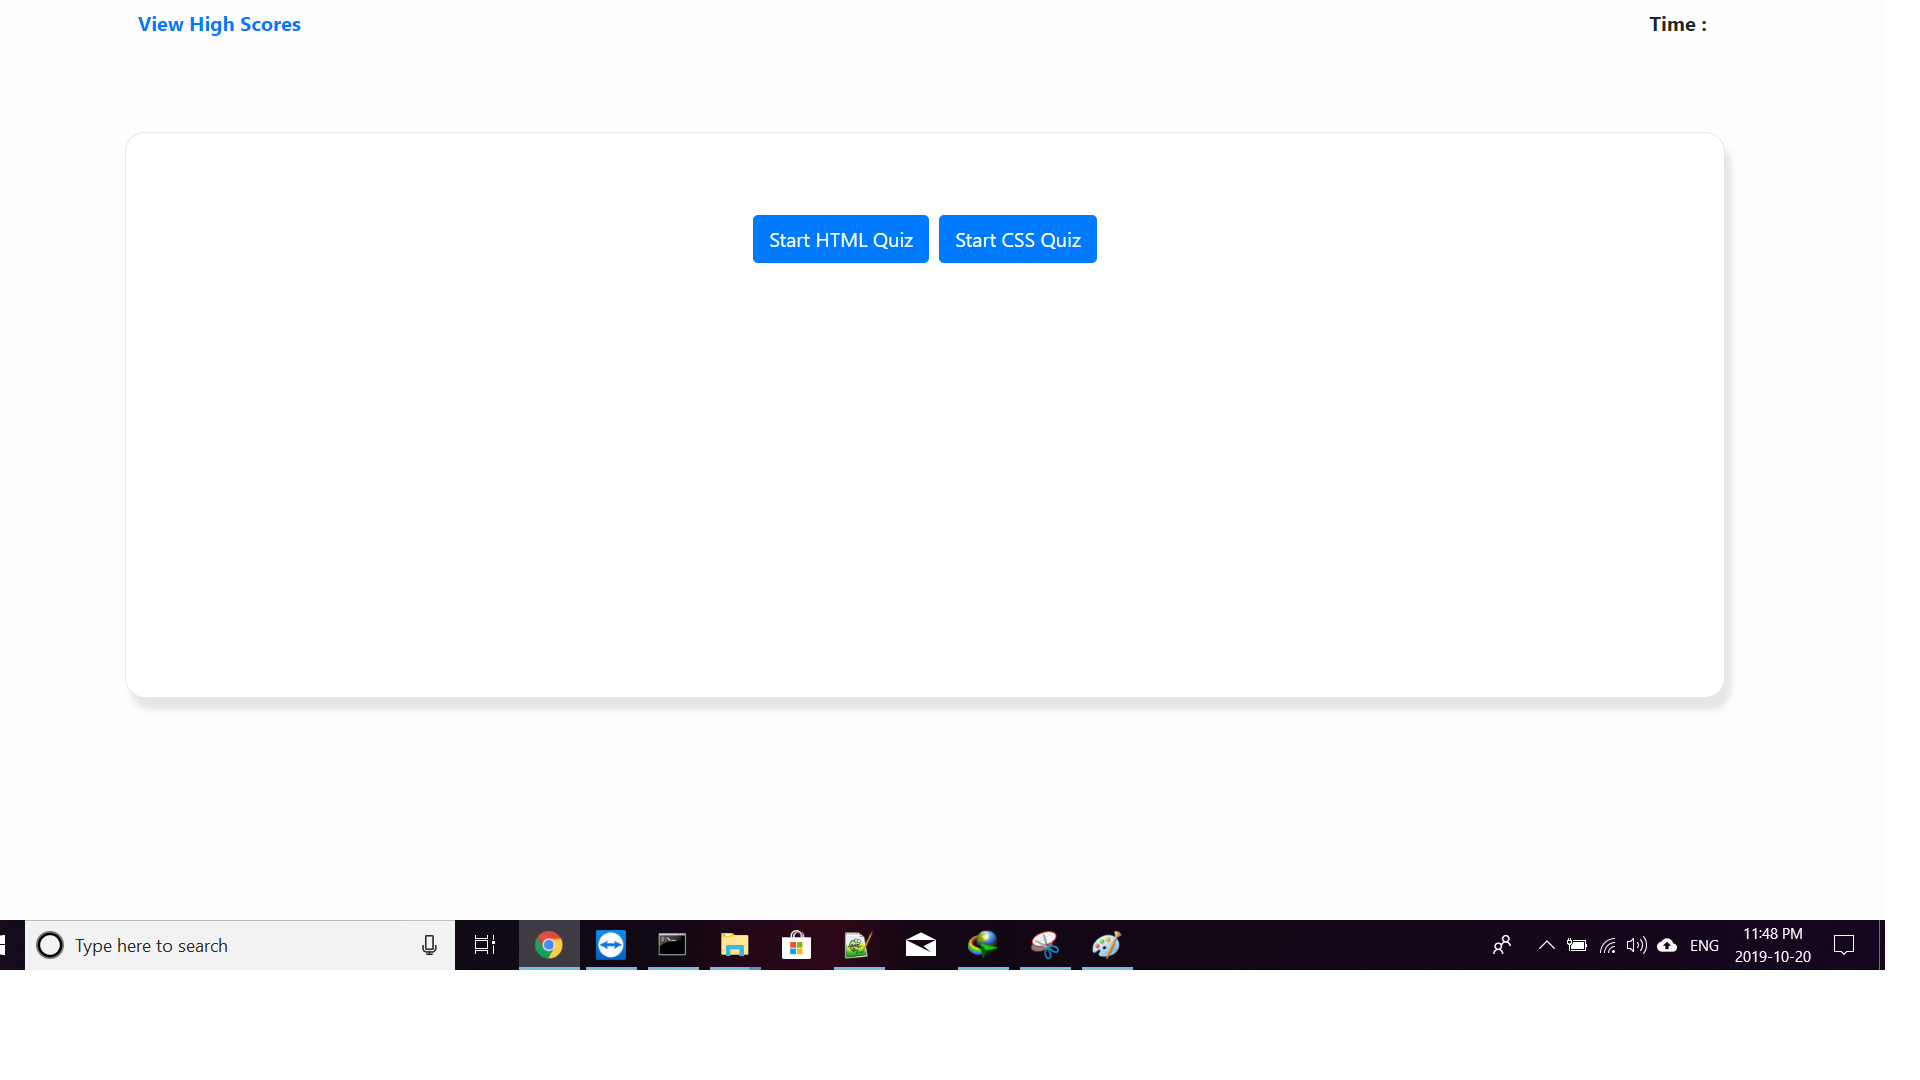 View High Scores
Time :
Start HTML Quiz
Start CSS Quiz
Type here to search
ENG
11:48 PM
2019-10-20